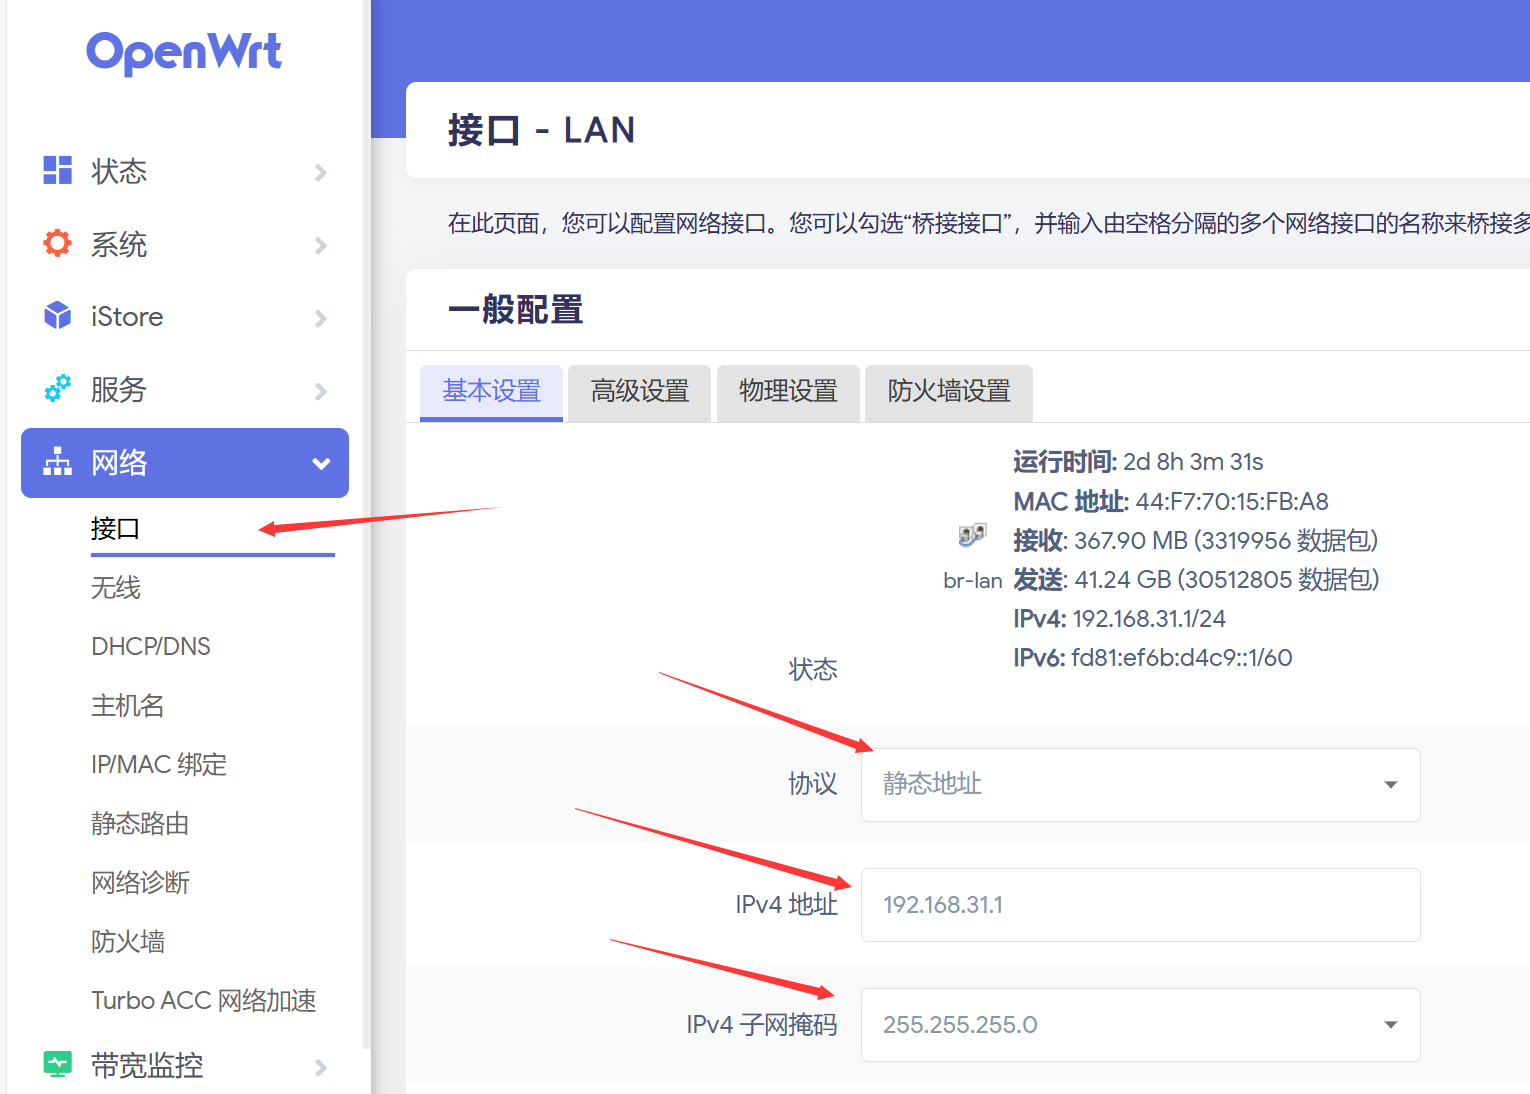 OpenWrt
状态
系统
iStore
服务
网络
接口
无线
DHCP/DNS
主机名
IP/MAC 绑定
静态路由
网络诊断
防火墙
Turbo ACC 网络加速
带宽监控
接口 - LAN
在此页面，您可以配置网络接口。您可以勾选“桥接接口”，并输入由空格分隔的多个网络接口的名称来桥接多
一般配置
基本设置 高级设置 物理设置 防火墙设置
状态
br-lan
运行时间: 2d 8h 3m 31s
MAC 地址: 44:F7:70:15:FB:A8
接收: 367.90 MB (3319956 数据包)
发送: 41.24 GB (30512805 数据包)
IPv4: 192.168.31.1/24
IPv6: fd81:ef6b:d4c9::1/60
协议 静态地址
IPv4 地址 192.168.31.1
IPv4 子网掩码 255.255.255.0